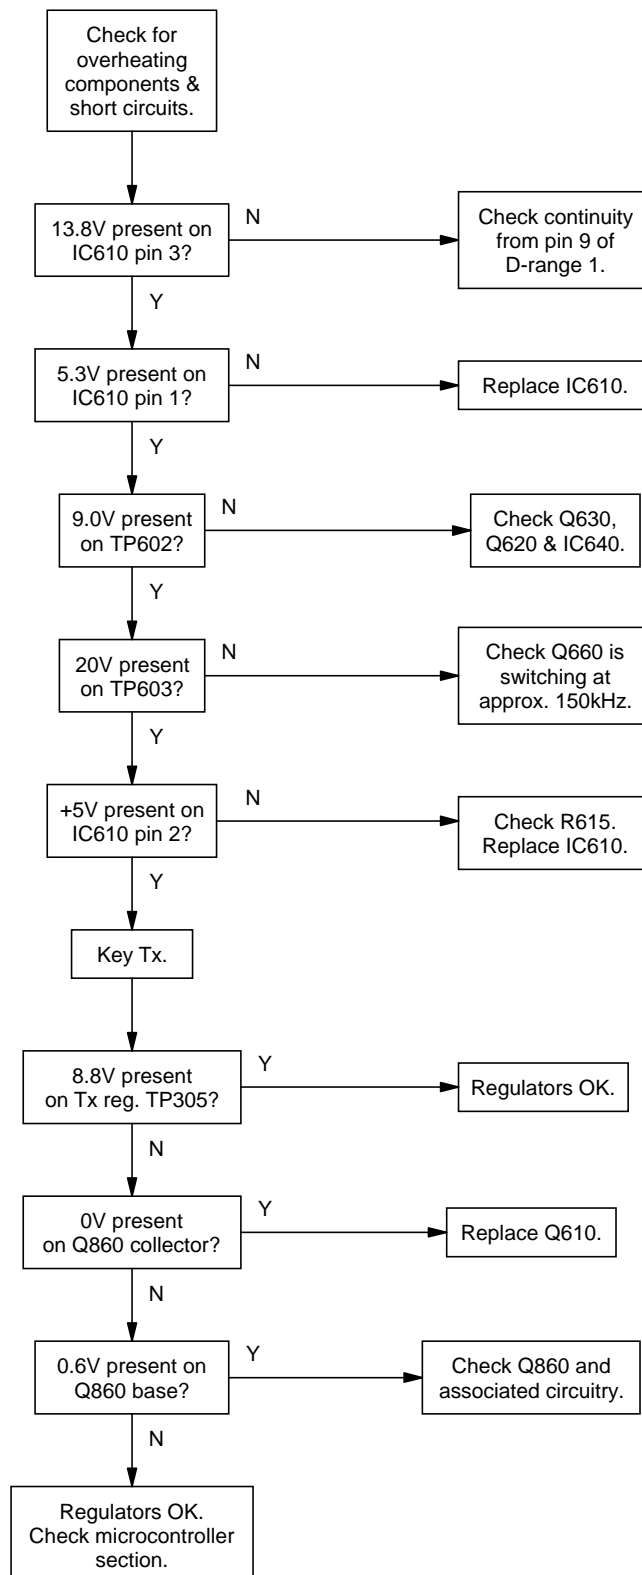 Check for
overheating
components &
short circuits.
13.8V present on
IC610 pin 3?
N
Check continuity
from pin 9 of
D-range 1.
Y
5.3V present on
IC610 pin 1?
N
Replace IC610.
Y
9.0V present
on TP602?
N
Check Q630,
Q620 & IC640.
Y
20V present
on TP603?
N
Check Q660 is
switching at
approx. 150kHz.
Y
+5V present on
IC610 pin 2?
N
Check R615.
Replace IC610.
Y
Key Tx.
8.8V present
on Tx reg. TP305?
Y
Regulators OK.
N
0V present
on Q860 collector?
Y
Replace Q610.
N
0.6V present on
Q860 base?
Y
Check Q860 and
associated circuitry.
N
Regulators OK.
Check microcontroller
section.